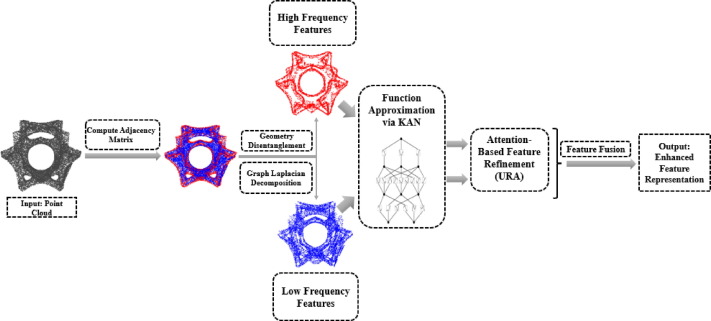 High Frequency
Features
Input: Point
Cloud
Compute Adjacency
Matrix
Geometry
Disentanglement
Graph Laplacian
Decomposition
Low Frequency
Features
Function
Approximation
via KAN
Attention-
Based Feature
Refinement
(URA)
Feature Fusion
Output:
Enhanced
Feature
Representation